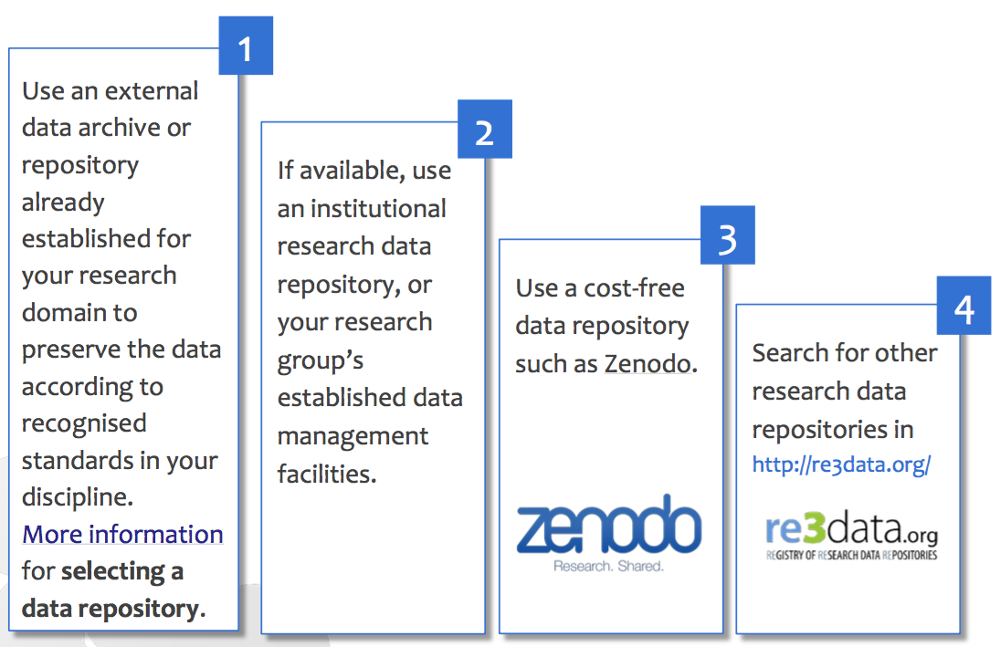 1
Use an external
data archive or
repository
already
established for
your research
domain to
preserve the data
according to
recognised
standards in your
discipline.
More information
for selecting a
data repository.
2
If available, use
an institutional
research data
repository, or
your research
group's
established data
management
facilities.
3
Use a cost-free
data repository
such as Zenodo.
zenodo
Research. Shared.
4
Search for other
research data
repositories in
http://re3data.org/
re3data.org
REGISTRY OF RESEARCH DATA REPOSITORIES